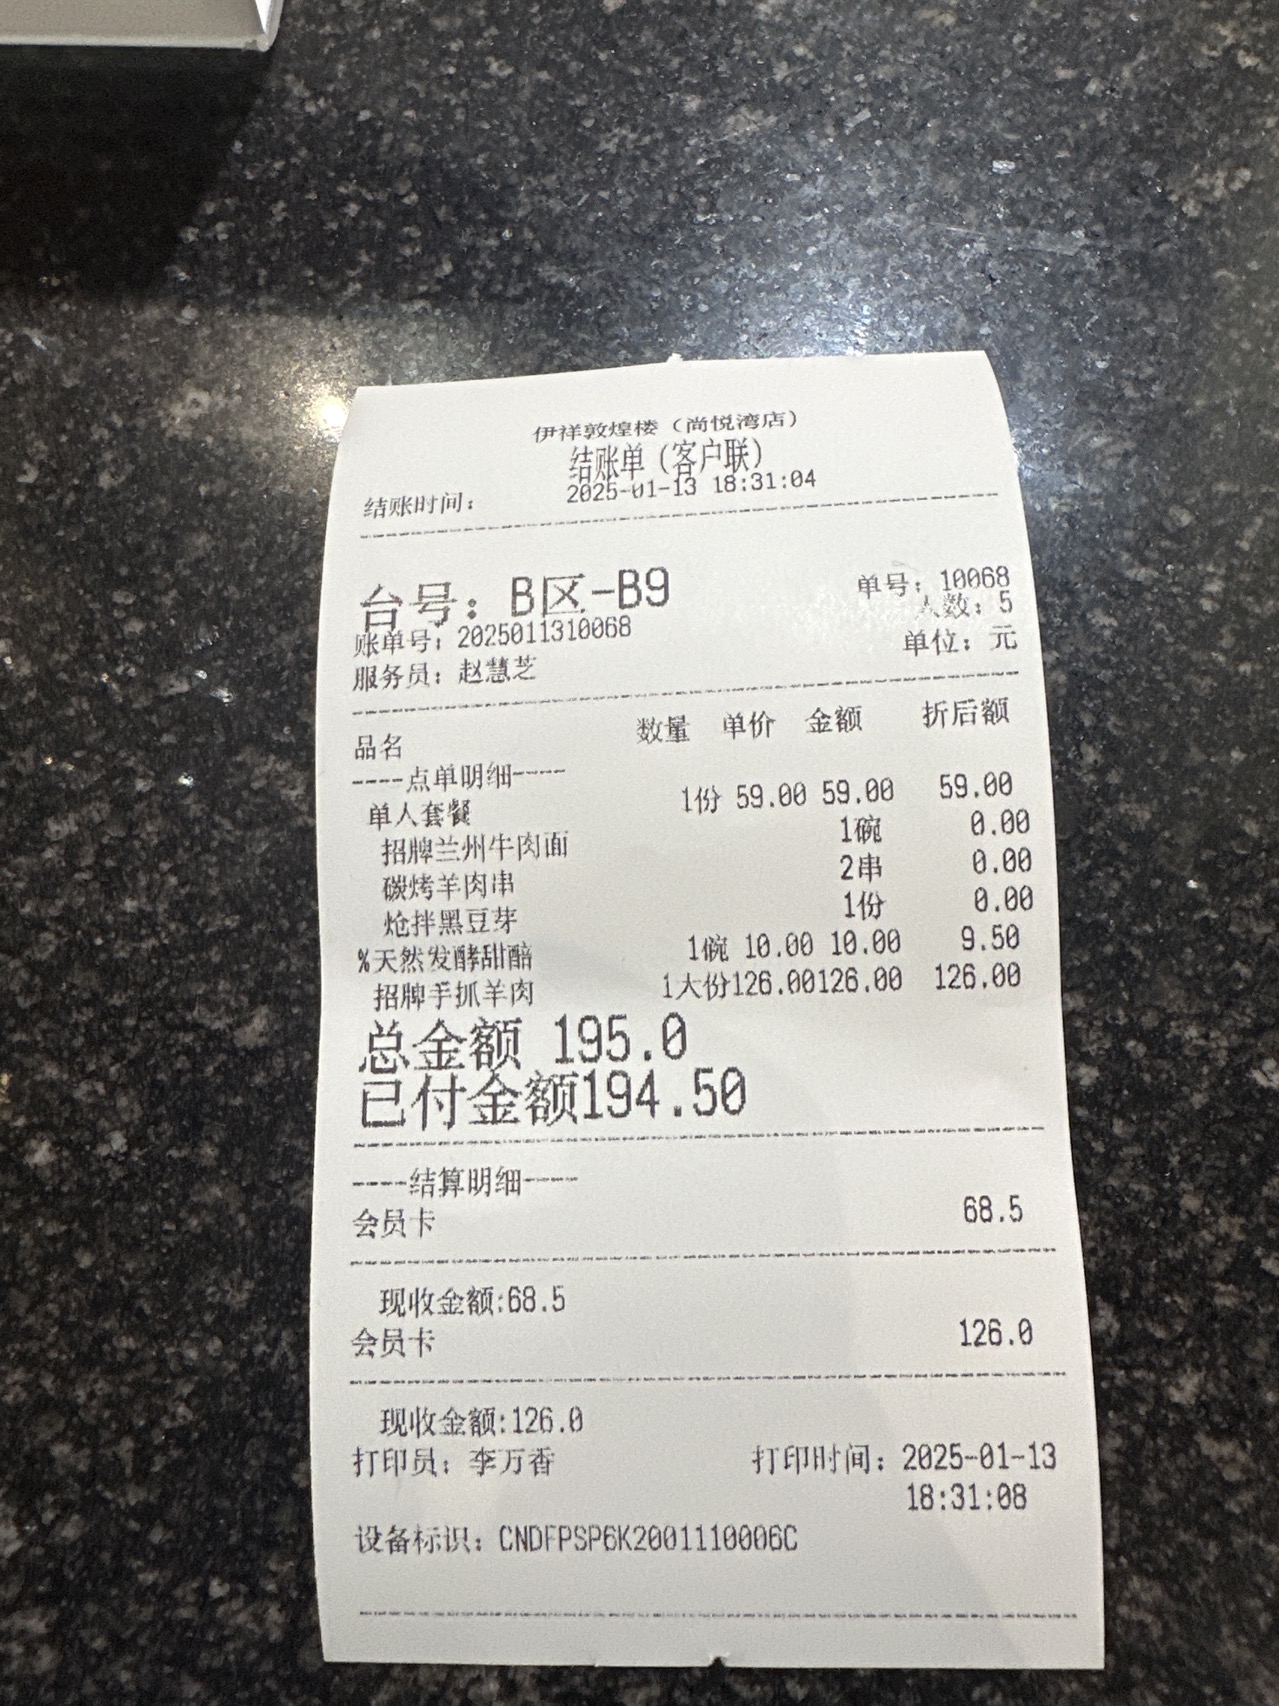 伊祥敦煌楼（尚悦湾店）
结账单（客户联）
结账时间： 2025-01-13 18:31:04
台号：B区-B9 单号：10068
人数：5
账单号：2025011310068 单位：元
服务员：赵慧芝
品名 数量 单价 金额 折后额
----点单明细----
单人套餐 1份 59.00 59.00 59.00
招牌兰州牛肉面 1碗 0.00
碳烤羊肉串 2串 0.00
炝拌黑豆芽 1份 0.00
%天然发酵甜醅 1碗 10.00 10.00 9.50
招牌手抓羊肉 1大份126.00126.00 126.00
总金额 195.0
已付金额194.50
----结算明细----
会员卡 68.5
现收金额:68.5
会员卡 126.0
现收金额:126.0
打印员：李万香 打印时间：2025-01-13
18:31:08
设备标识：CNDFPSP6K2001110006C